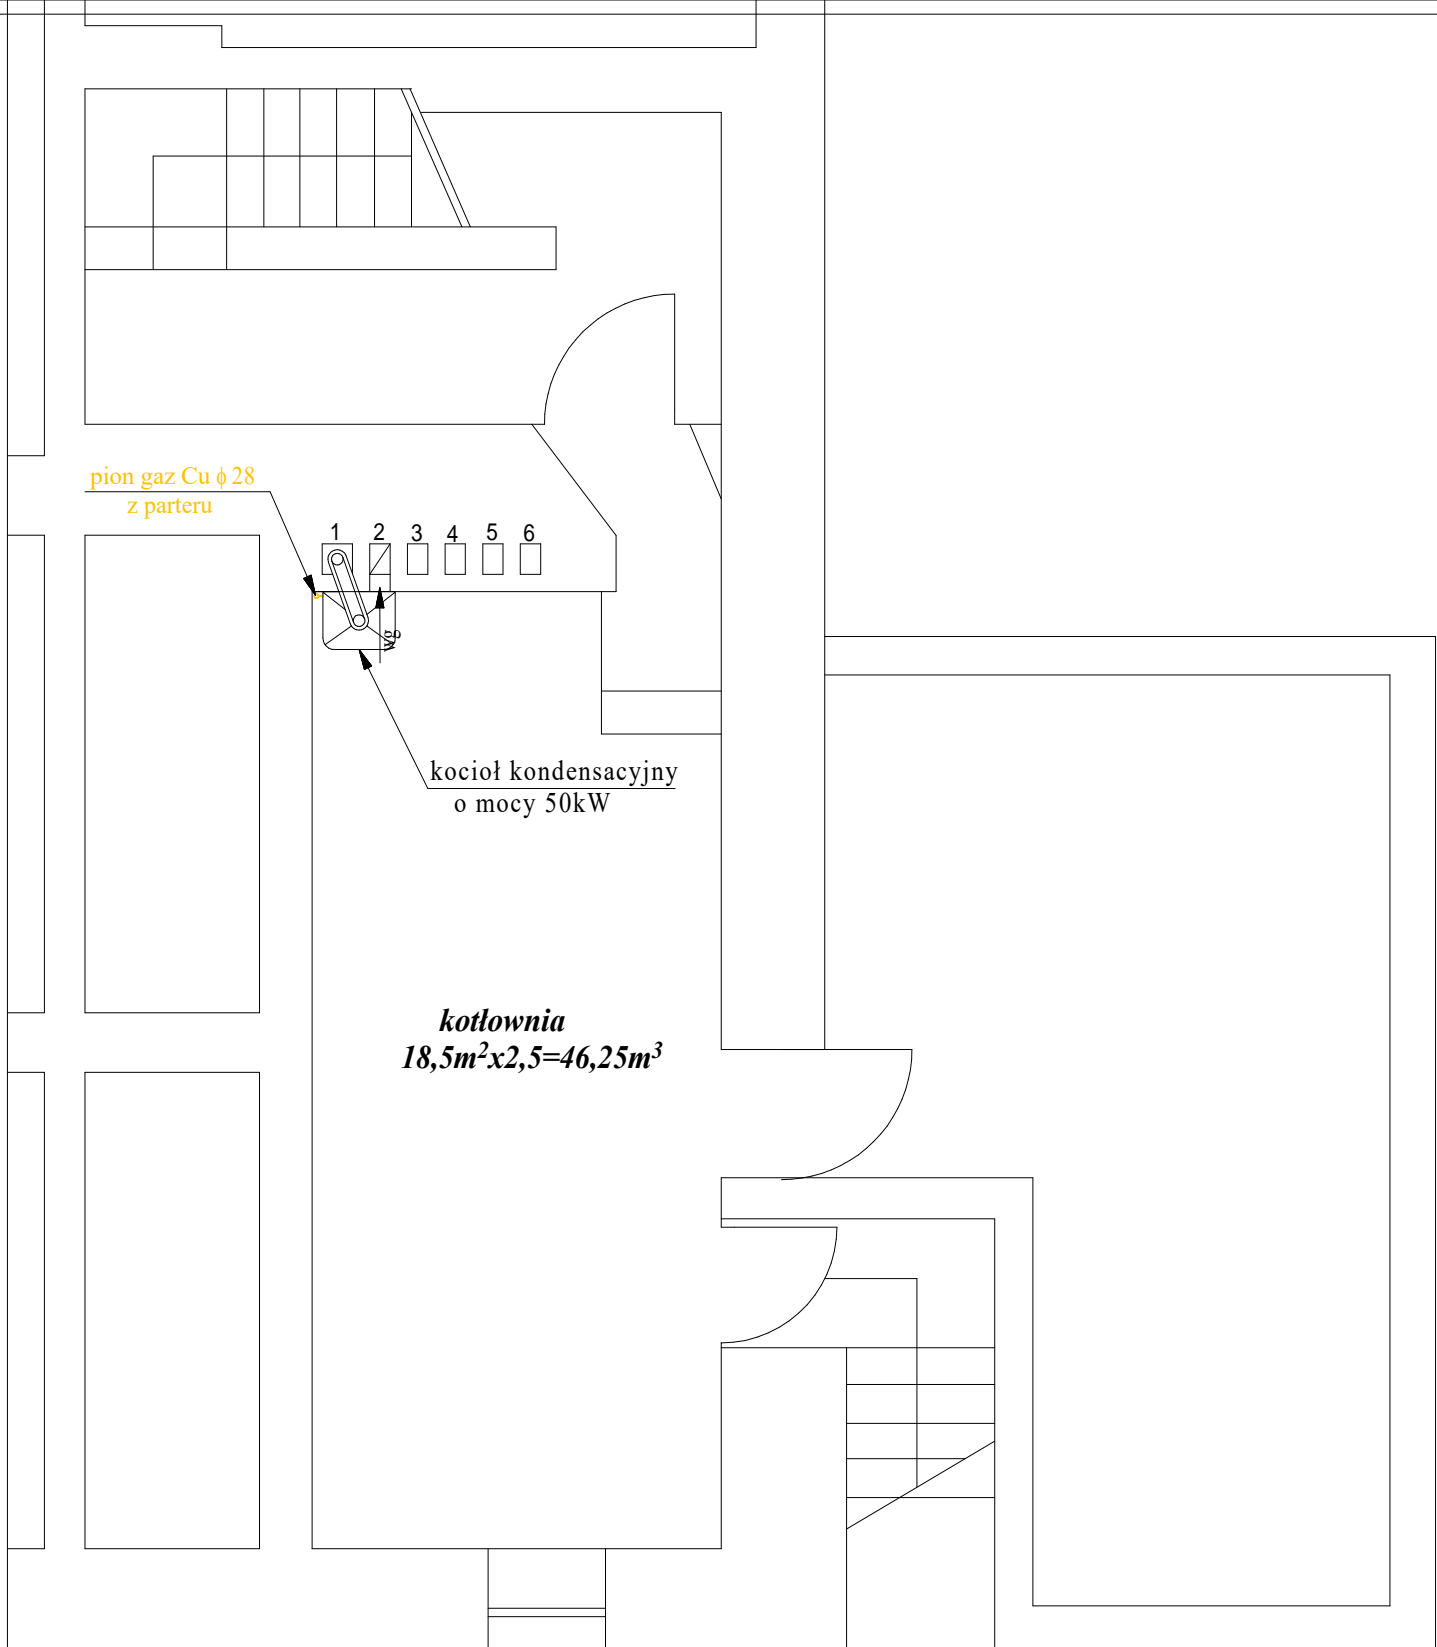 pion gaz Cu ϕ 28
z parteru
1 2 3 4 5 6
wg
kocioł kondensacyjny
o mocy 50kW
kotłownia
18,5m²x2,5=46,25m³